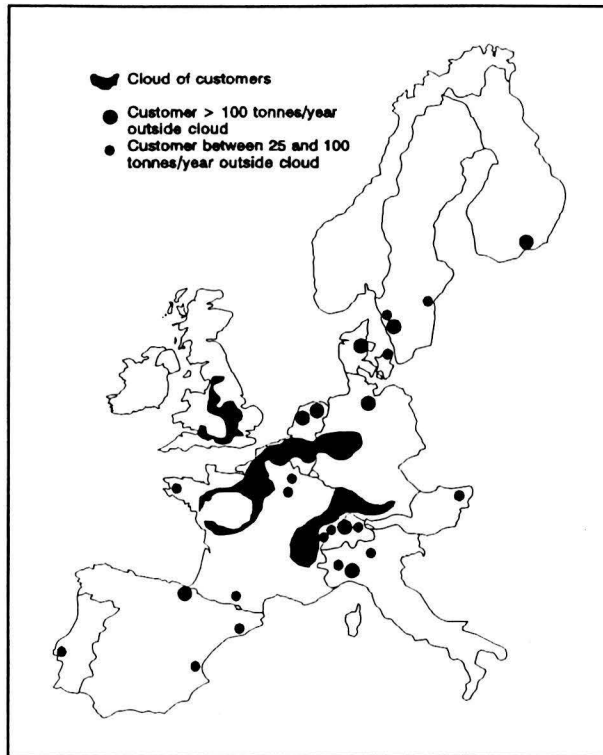 Cloud of customers
Customer > 100 tonnes/year
outside cloud
Customer between 25 and 100
tonnes/year outside cloud